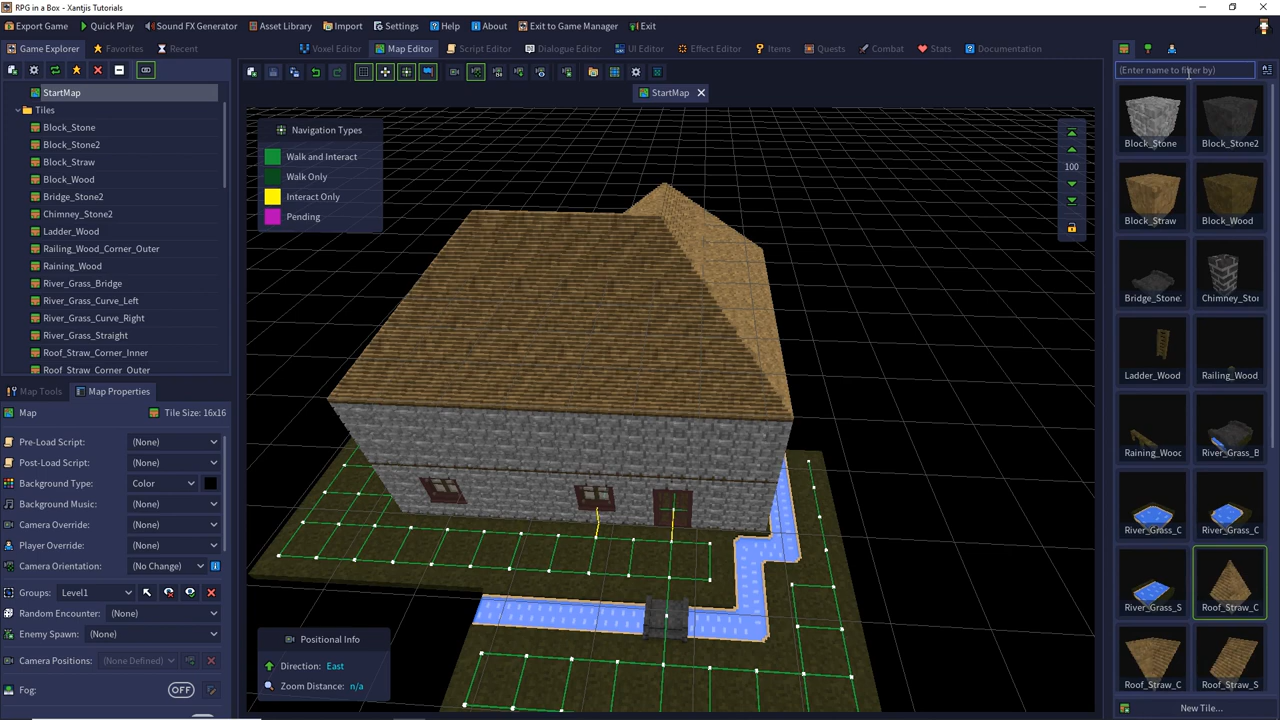 RPG in a Box - Xantjis Tutorials
Export Game
Quick Play
Sound FX Generator
Asset Library
Import
Settings
Help
About
Exit to Game Manager
Exit
Game Explorer
Favorites
Recent
Voxel Editor
Map Editor
Script Editor
Dialogue Editor
UI Editor
Effect Editor
Items
Quests
Combat
Stats
Documentation
StartMap
Tiles
Block_Stone
Block_Stone2
Block_Straw
Block_Wood
Bridge_Stone2
Chimney_Stone2
Ladder_Wood
Railing_Wood_Corner_Outer
Raining_Wood
River_Grass_Bridge
River_Grass_Curve_Left
River_Grass_Curve_Right
River_Grass_Straight
Roof_Straw_Corner_Inner
Roof_Straw_Corner_Outer
Map Tools
Map Properties
Map
Tile Size: 16x16
Pre-Load Script: (None)
Post-Load Script: (None)
Background Type: Color
Background Music: (None)
Camera Override: (None)
Player Override: (None)
Camera Orientation: (No Change)
Groups: Level1
Random Encounter: (None)
Enemy Spawn: (None)
Camera Positions: (None Defined)
Fog: OFF
StartMap
Navigation Types
Walk and Interact
Walk Only
Interact Only
Pending
100
Positional Info
Direction: East
Zoom Distance: n/a
(Enter name to filter by)
Block_Stone
Block_Stone2
Block_Straw
Block_Wood
Bridge_Stone
Chimney_Stor
Ladder_Wood
Railing_Wood
Raining_Wood
River_Grass_B
River_Grass_C
River_Grass_C
River_Grass_S
Roof_Straw_C
Roof_Straw_C
Roof_Straw_S
New Tile...